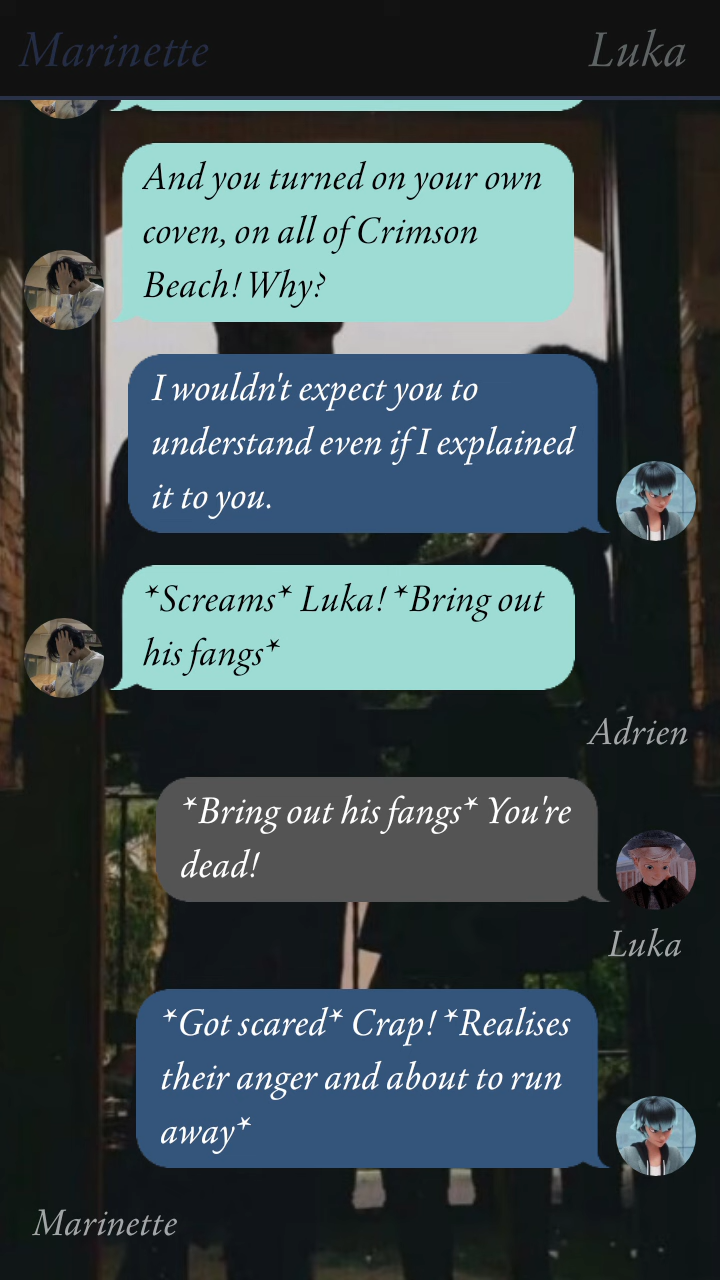 Marinette
Luka
And you turned on your own
coven, on all of Crimson
Beach! Why?
I wouldn't expect you to
understand even if I explained
it to you.
*Screams* Luka! *Bring out
his fangs*
Adrien
*Bring out his fangs* You're
dead!
Luka
*Got scared* Crap! *Realises
their anger and about to run
away*
Marinette